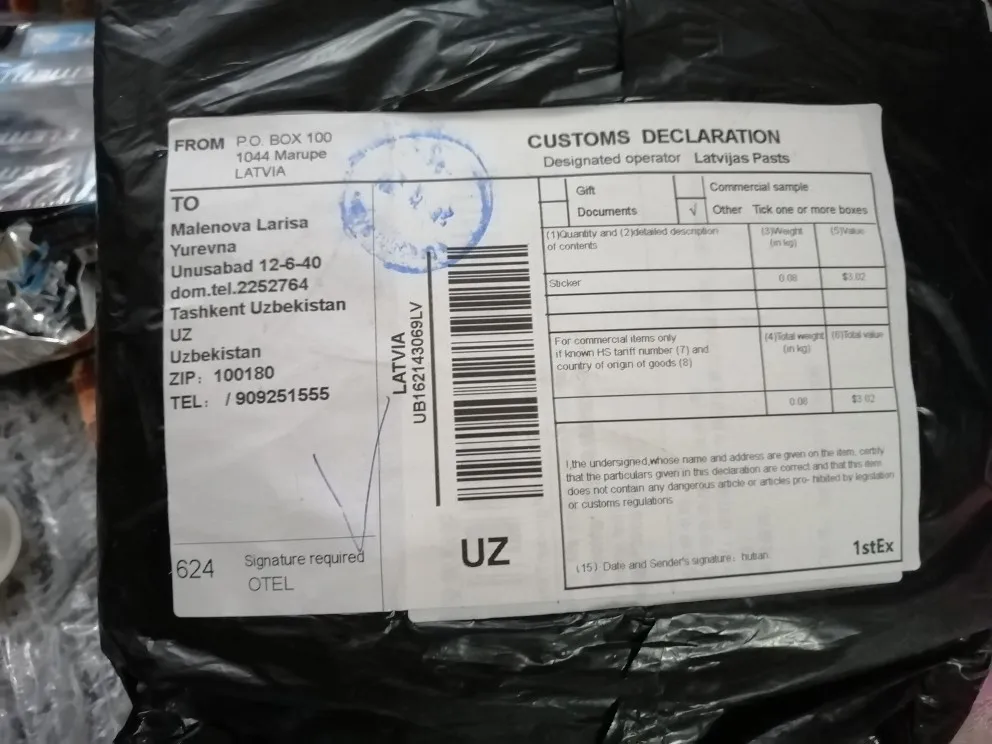 FROM P.O. BOX 100
1044 Marupe
LATVIA
TO
Malenova Larisa
Yurevna
Unusabad 12-6-40
dom.tel.2252764
Tashkent Uzbekistan
UZ
Uzbekistan
ZIP: 100180
TEL: / 909251555
624 Signature required
OTEL
LATVIA
UB162143069LV
UZ
CUSTOMS DECLARATION
Designated operator Latvijas Pasts
Gift
Commercial sample
Documents
√ Other Tick one or more boxes
(1)Quantity and (2)detailed description
of contents
(3)Weight
(in kg)
(5)Value
Sticker 0.08 $3.02
For commercial items only
if known HS tariff number (7) and
country of origin of goods (8)
(4)Total weight
(in kg)
(6)Total value
0.08 $3.02
I,the undersigned,whose name and address are given on the item, certify
that the particulars given in this declaration are correct and that this item
does not contain any dangerous article or articles pro- hibited by legislation
or customs regulations
(15) Date and Sender's signature: hutian
1stEx